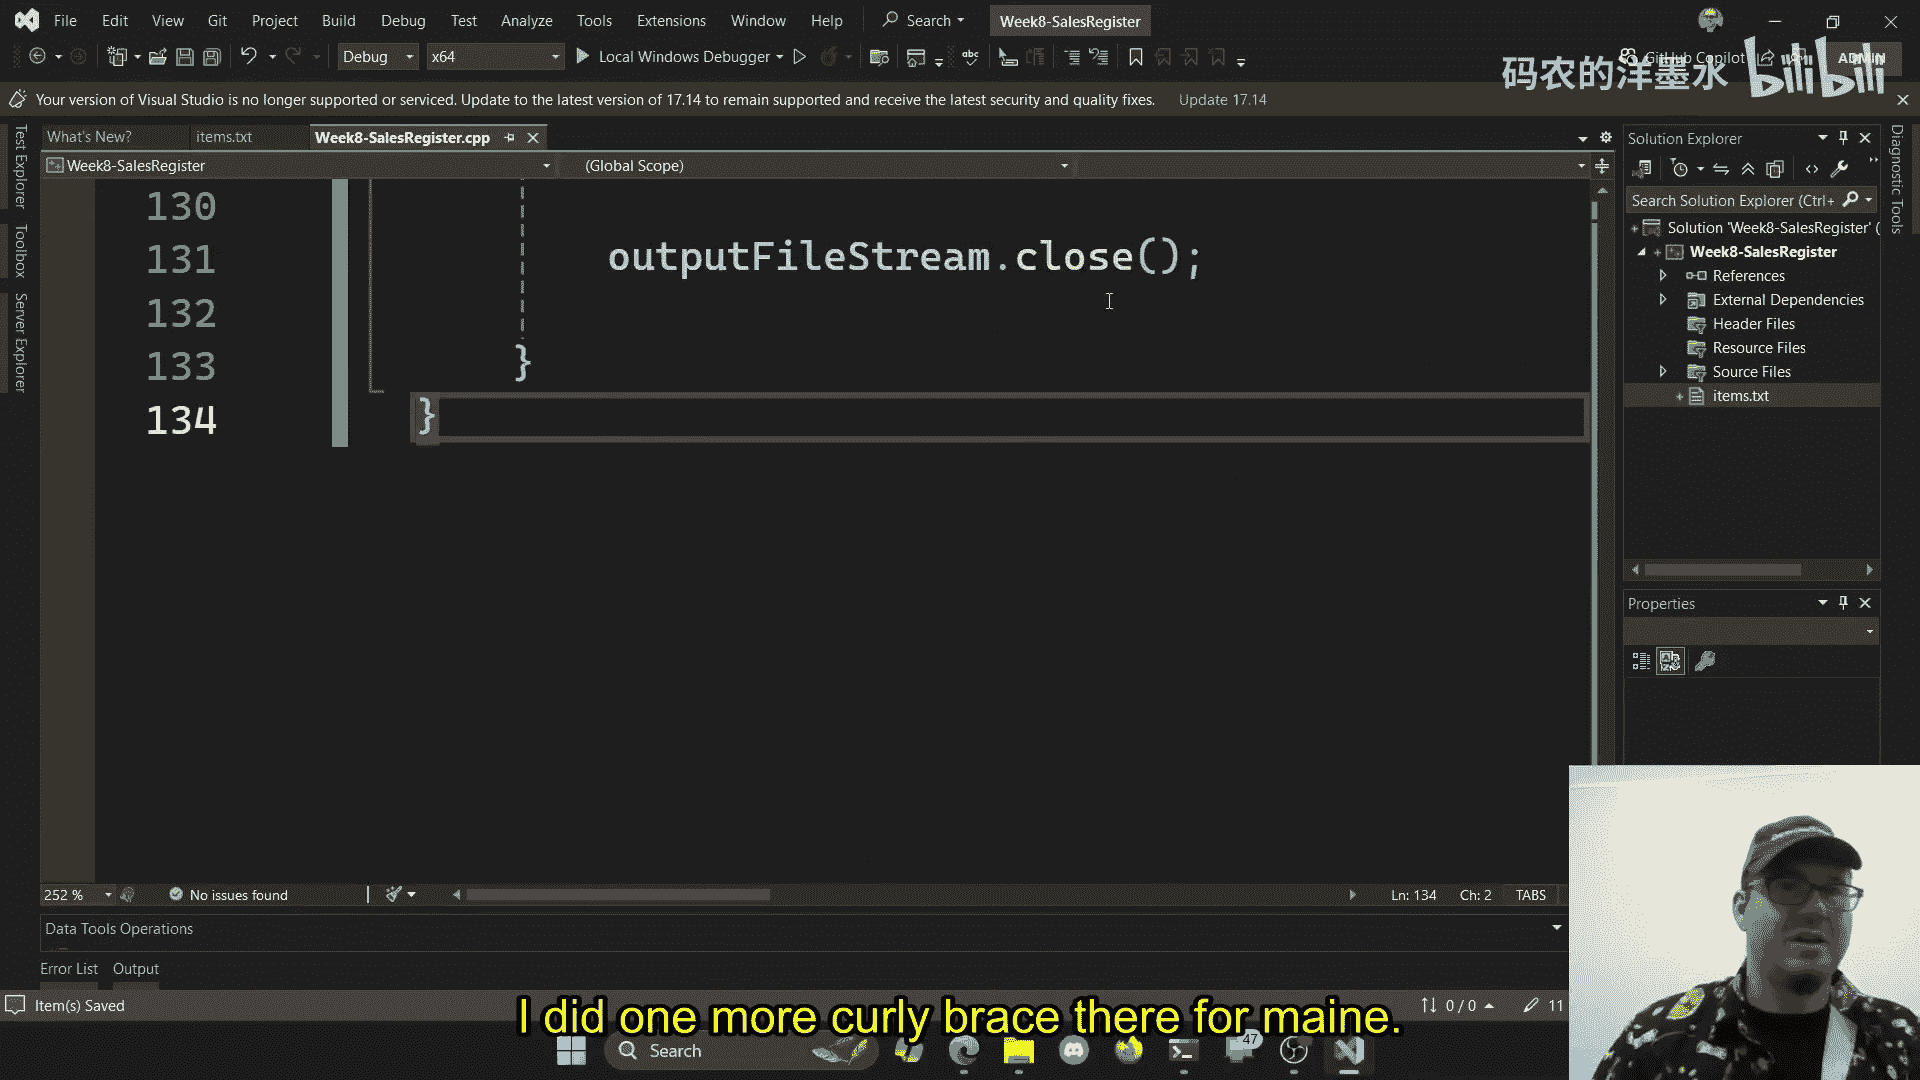 File Edit View Git Project Build Debug Test Analyze Tools Extensions Window Help Search Week8-SalesRegister
Debug x64 Local Windows Debugger GitHub Copilot ADMIN
码农的洋墨水 bilibili
Your version of Visual Studio is no longer supported or serviced. Update to the latest version of 17.14 to remain supported and receive the latest security and quality fixes. Update 17.14
What's New? items.txt Week8-SalesRegister.cpp
Week8-SalesRegister (Global Scope)
Test Explorer
Toolbox
Server Explorer
130
131 outputFileStream.close();
132
133 }
134 }
Solution Explorer
Search Solution Explorer (Ctrl+
Solution 'Week8-SalesRegister' (
Week8-SalesRegister
References
External Dependencies
Header Files
Resource Files
Source Files
items.txt
Diagnostic Tools
Properties
252 % No issues found Ln: 134 Ch: 2 TABS
Data Tools Operations
Error List Output
Item(s) Saved 0 / 0 11
I did one more curly brace there for maine.
Search 47